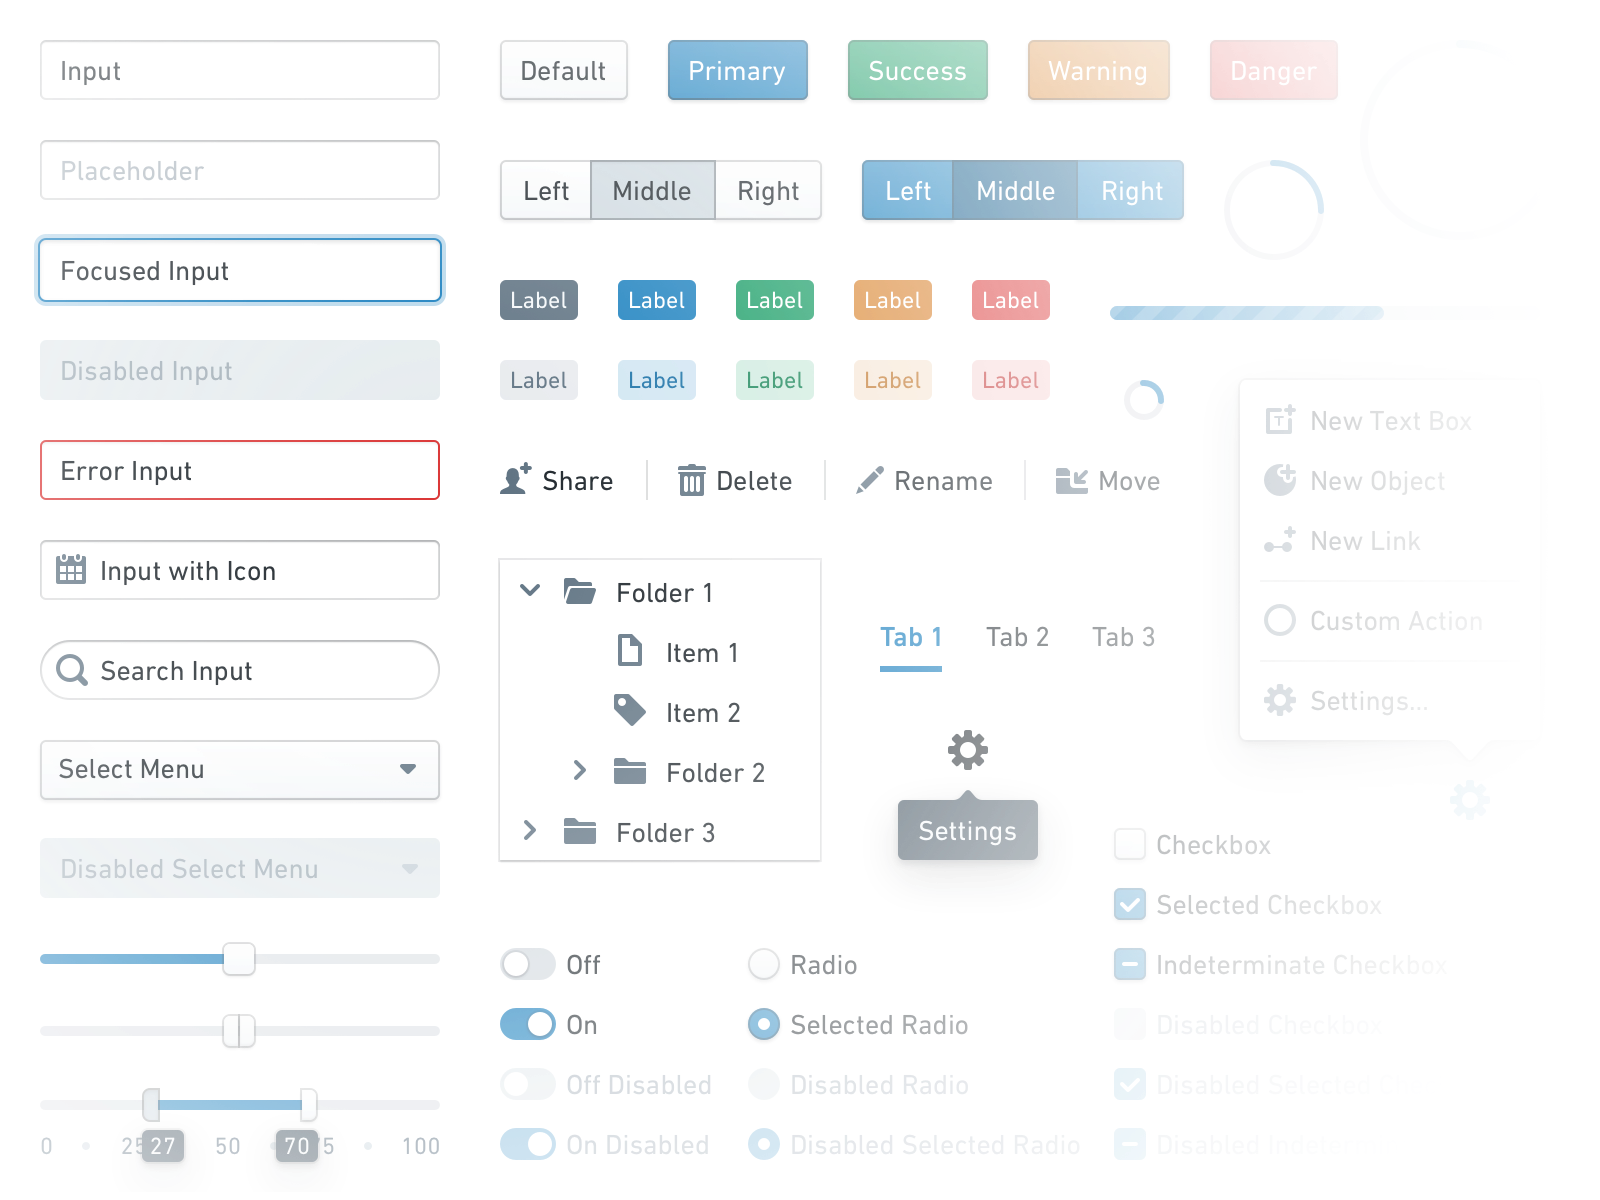 Input
Placeholder
Focused Input
Disabled Input
Error Input
Input with Icon
Search Input
Select Menu
Disabled Select Menu
0 25 27 50 70 75 100
Default Primary Success Warning Danger
Left Middle Right Left Middle Right
Label Label Label Label Label
Label Label Label Label Label
Share Delete Rename Move
Folder 1
Item 1
Item 2
Folder 2
Folder 3
Tab 1 Tab 2 Tab 3
Settings
New Text Box
New Object
New Link
Custom Action
Settings...
Off
On
Off Disabled
On Disabled
Radio
Selected Radio
Disabled Radio
Disabled Selected Radio
Checkbox
Selected Checkbox
Indeterminate Checkbox
Disabled Checkbox
Disabled Selected
Disabled